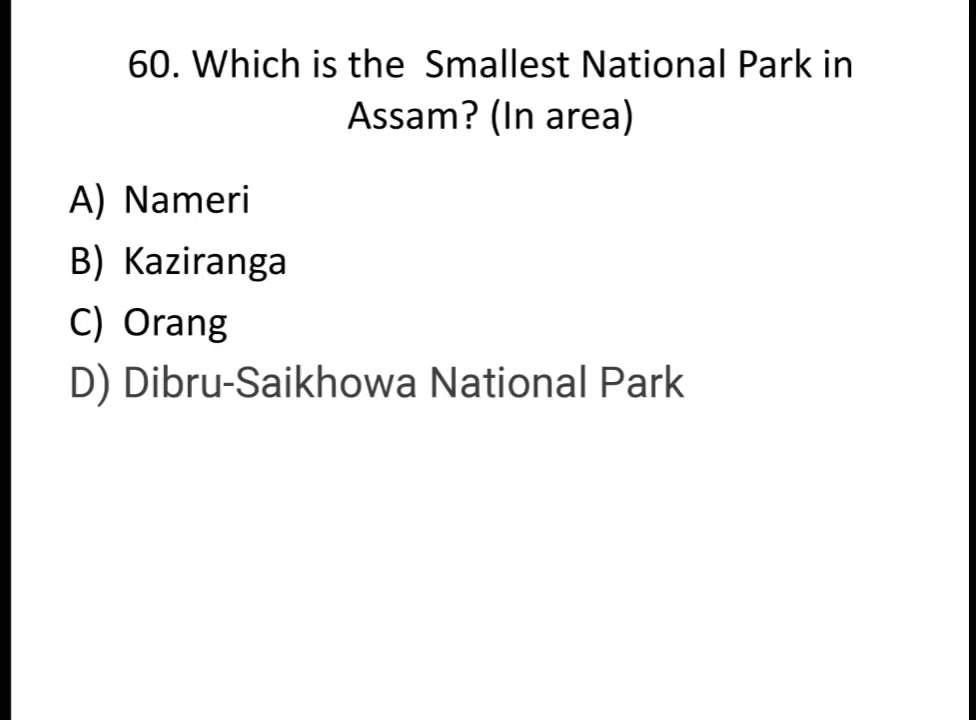 60. Which is the Smallest National Park in
Assam? (In area)
A) Nameri
B) Kaziranga
C) Orang
D) Dibru-Saikhowa National Park